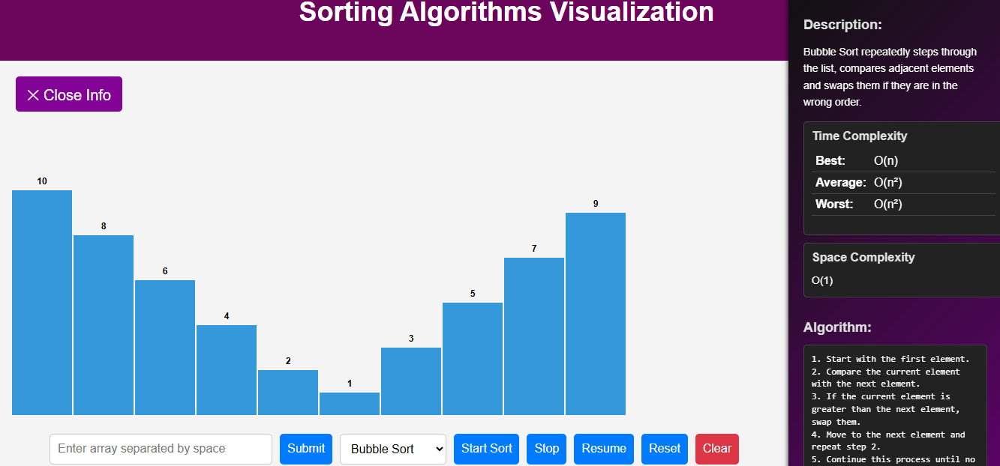 Sorting Algorithms Visualization
× Close Info
10
8
6
4
2
1
3
5
7
9
Enter array separated by space
Submit
Bubble Sort
Start Sort
Stop
Resume
Reset
Clear
Description:
Bubble Sort repeatedly steps through
the list, compares adjacent elements
and swaps them if they are in the
wrong order.
Time Complexity
Best: O(n)
Average: O(n²)
Worst: O(n²)
Space Complexity
O(1)
Algorithm:
1. Start with the first element.
2. Compare the current element
with the next element.
3. If the current element is
greater than the next element,
swap them.
4. Move to the next element and
repeat step 2.
5. Continue this process until no